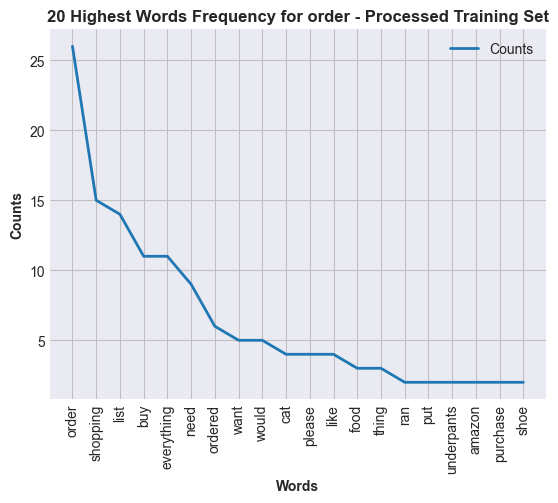 20 Highest Words Frequency for order - Processed Training Set
Counts
25
20
15
10
5
Counts
order
shopping
list
buy
everything
need
ordered
want
would
cat
please
like
food
thing
ran
put
underpants
amazon
purchase
shoe
Words